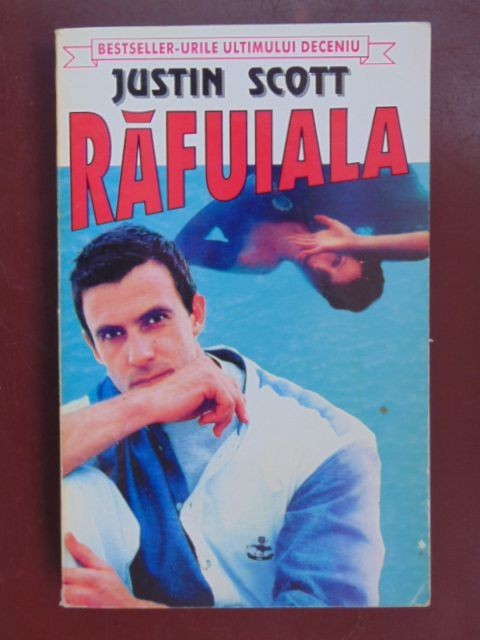 BESTSELLER-URILE ULTIMULUI DECENIU
JUSTIN SCOTT
RĂFUIALA